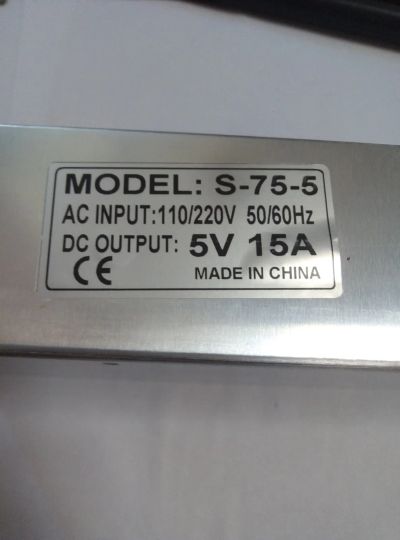 MODEL: S-75-5
AC INPUT:110/220V 50/60Hz
DC OUTPUT: 5V 15A
CE MADE IN CHINA